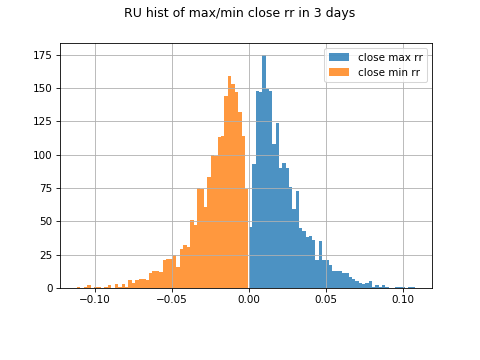 RU hist of max/min close rr in 3 days
close max rr
close min rr
175
150
125
100
75
50
25
0
−0.10 −0.05 0.00 0.05 0.10